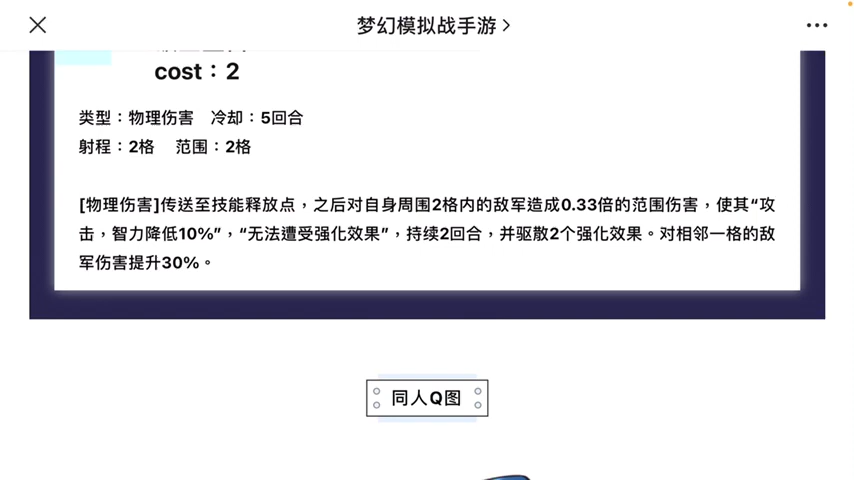 梦幻模拟战手游
cost：2
类型：物理伤害 冷却：5回合
射程：2格 范围：2格
[物理伤害]传送至技能释放点，之后对自身周围2格内的敌军造成0.33倍的范围伤害，使其“攻
击，智力降低10%”，“无法遭受强化效果”，持续2回合，并驱散2个强化效果。对相邻一格的敌
军伤害提升30%。
同人Q图